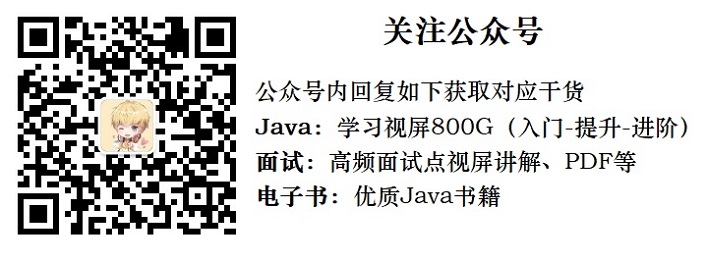 关注公众号
公众号内回复如下获取对应干货
Java：学习视屏800G（入门-提升-进阶）
面试：高频面试点视屏讲解、PDF等
电子书：优质Java书籍